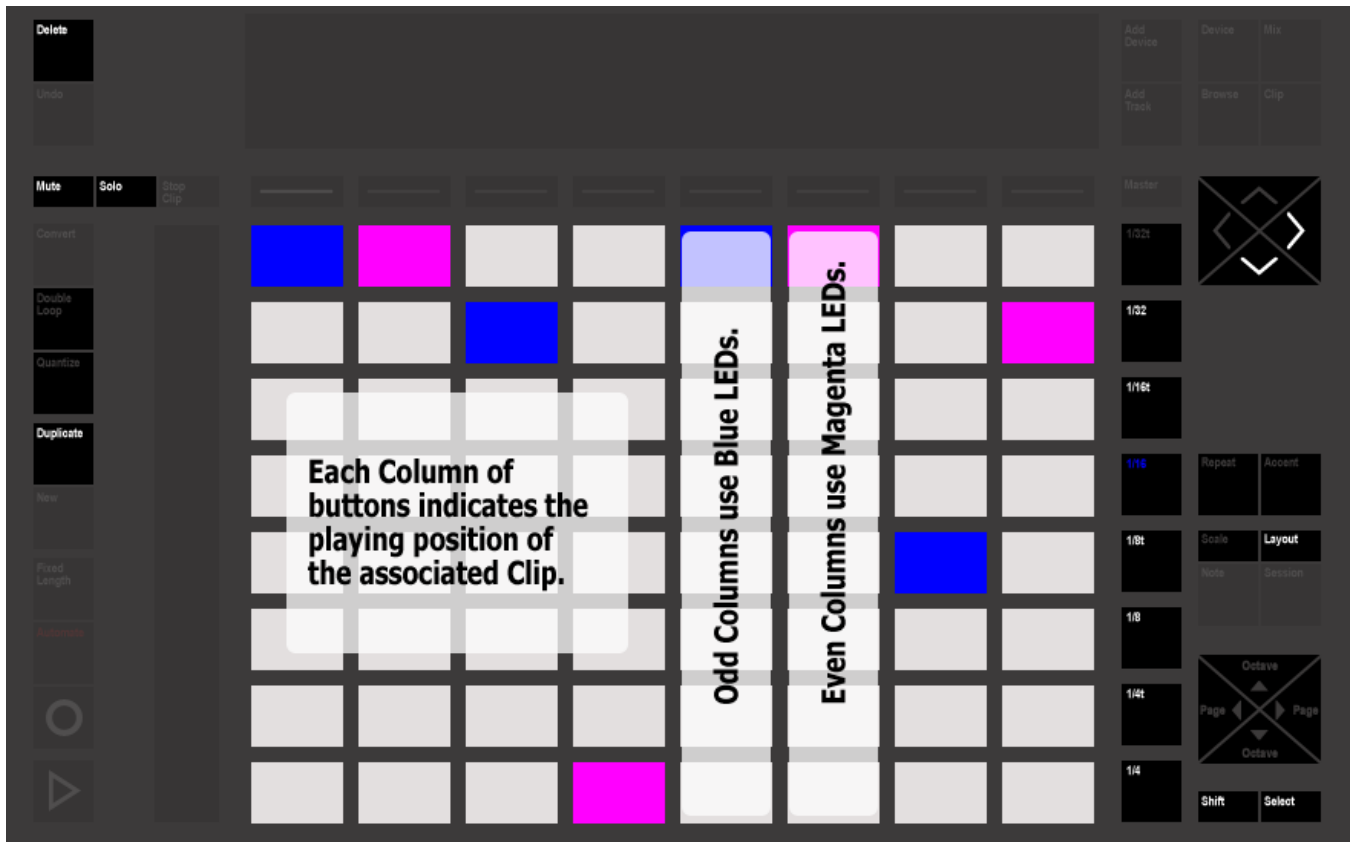 Delete
Undo
Add
Device
Device
Mix
Add
Track
Browse
Clip
Mute
Solo
Stop
Clip
Master
Convert
Double
Loop
Quantize
Duplicate
New
Fixed
Length
Automate
Each Column of
buttons indicates the
playing position of
the associated Clip.
Odd Columns use Blue LEDs.
Even Columns use Magenta LEDs.
1/32t
1/32
1/16t
1/16
1/8t
1/8
1/4t
1/4
Repeat
Accent
Scale
Layout
Note
Session
Octave
Page
Page
Octave
Shift
Select